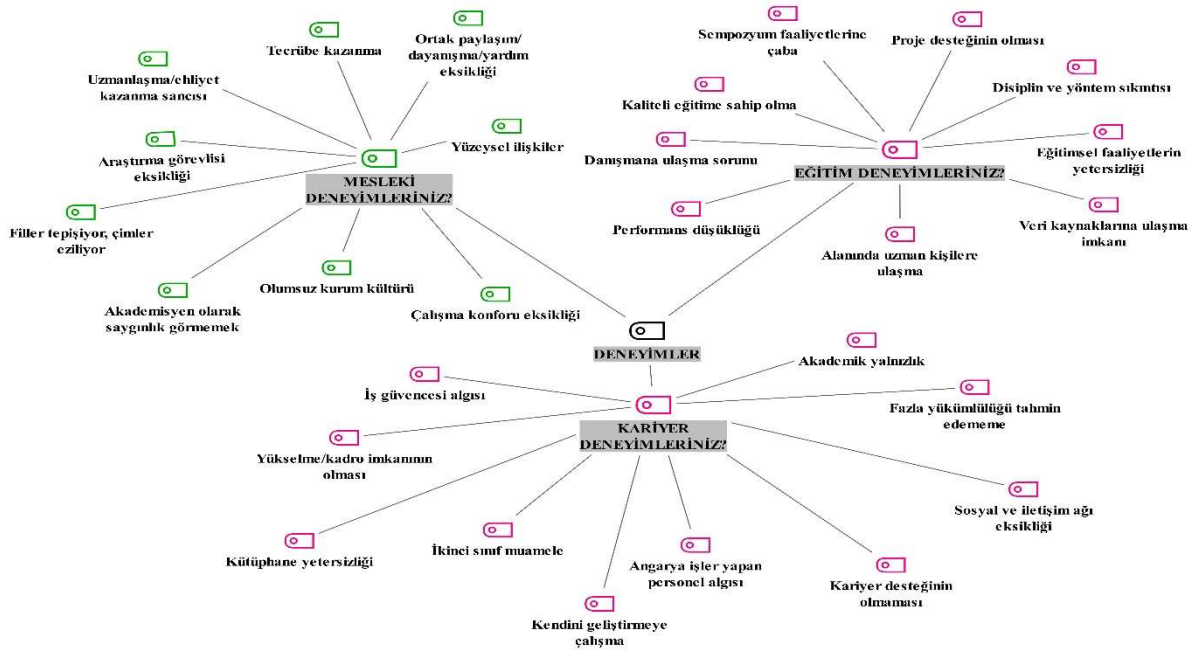 Tecrübe kazanma
Ortak paylaşım/
dayanışma/yardım
eksikliği
Uzmanlaşma/ehliyet
kazanma sancısı
Araştırma görevlisi
eksikliği
Yüzeysel ilişkiler
MESLEKİ
DENEYİMLERİNİZ?
Filler tepişiyor, çimler
eziliyor
Akademisyen olarak
saygınlık görmemek
Olumsuz kurum kültürü
Çalışma konforu eksikliği
Sempozyum faaliyetlerine
çaba
Proje desteğinin olması
Kaliteli eğitime sahip olma
Disiplin ve yöntem sıkıntısı
Danışmana ulaşma sorunu
EĞİTİM DENEYİMLERİNİZ?
Eğitimsel faaliyetlerin
yetersizliği
Performans düşüklüğü
Alanında uzman kişilere
ulaşma
Veri kaynaklarına ulaşma
imkanı
DENEYİMLER
İş güvencesi algısı
Akademik yalnızlık
KARİYER
DENEYİMLERİNİZ?
Fazla yükümlülüğü tahmin
edememe
Yükselme/kadro imkanının
olması
Sosyal ve iletişim ağı
eksikliği
Kütüphane yetersizliği
İkinci sınıf muamele
Angarya işler yapan
personel algısı
Kariyer desteğinin
olmaması
Kendini geliştirmeye
çalışma